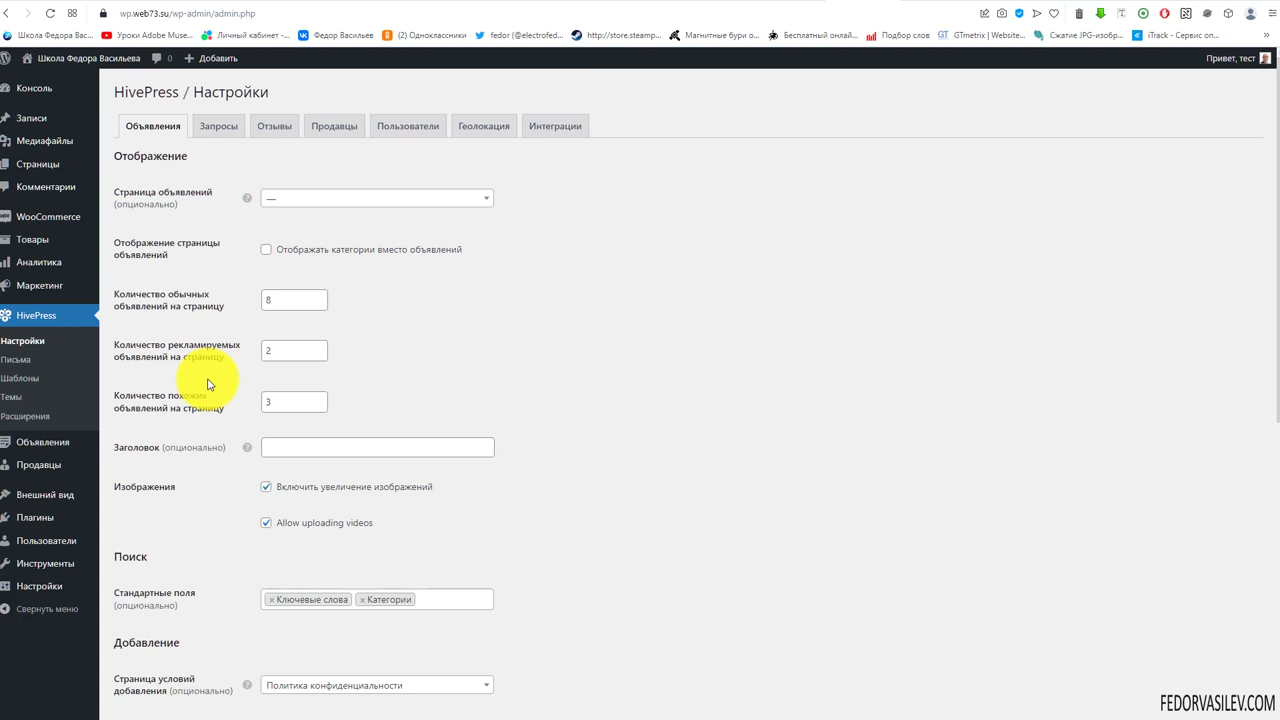 wp.web73.su/wp-admin/admin.php
Школа Федора Вас...
Уроки Adobe Muse...
Личный кабинет -...
Федор Васильев
(2) Одноклассники
fedor (@electrofed...
http://store.steamp...
Магнитные бури о...
Бесплатный онлай...
Подбор слов
GTmetrix | Website...
Сжатие JPG-изобр...
iTrack - Сервис оп...
Школа Федора Васильева
0
Добавить
Привет, тест
Консоль
Записи
Медиафайлы
Страницы
Комментарии
WooCommerce
Товары
Аналитика
Маркетинг
HivePress
Настройки
Письма
Шаблоны
Темы
Расширения
Объявления
Продавцы
Внешний вид
Плагины
Пользователи
Инструменты
Настройки
Свернуть меню
HivePress / Настройки
Объявления
Запросы
Отзывы
Продавцы
Пользователи
Геолокация
Интеграции
Отображение
Страница объявлений
(опционально)
—
Отображение страницы
объявлений
Отображать категории вместо объявлений
Количество обычных
объявлений на страницу
8
Количество рекламируемых
объявлений на страницу
2
Количество похожих
объявлений на страницу
3
Заголовок (опционально)
Изображения
Включить увеличение изображений
Allow uploading videos
Поиск
Стандартные поля
(опционально)
× Ключевые слова
× Категории
Добавление
Страница условий
добавления (опционально)
Политика конфиденциальности
FEDORVASILEV.COM